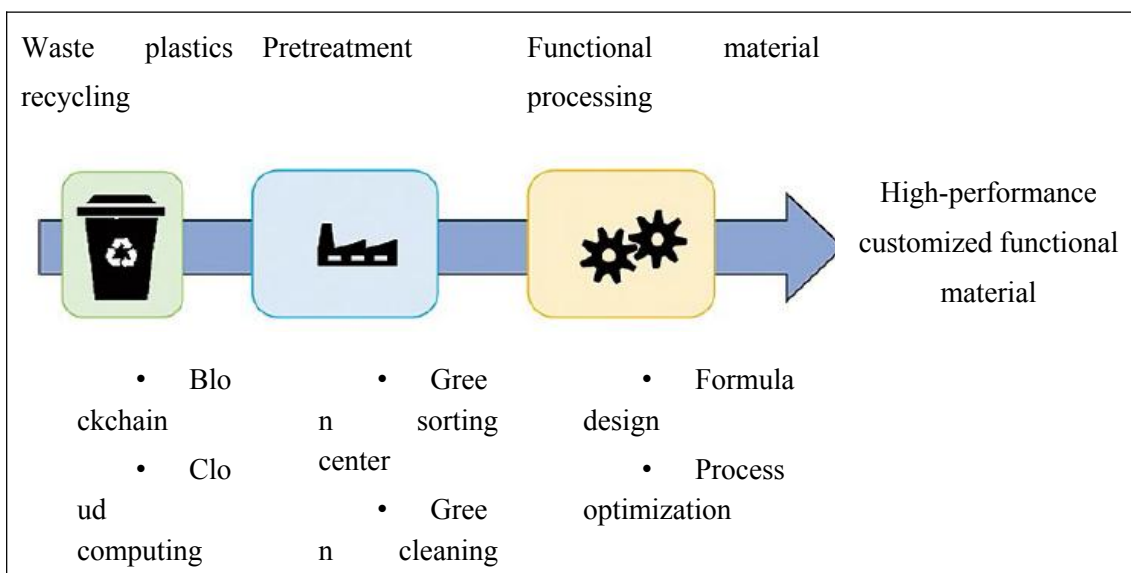 Waste plastics
recycling
Pretreatment
Functional material
processing
High-performance
customized functional
material
• Blo
ckchain
• Clo
ud
computing
• Gree
n sorting
center
• Gree
n cleaning
• Formula
design
• Process
optimization